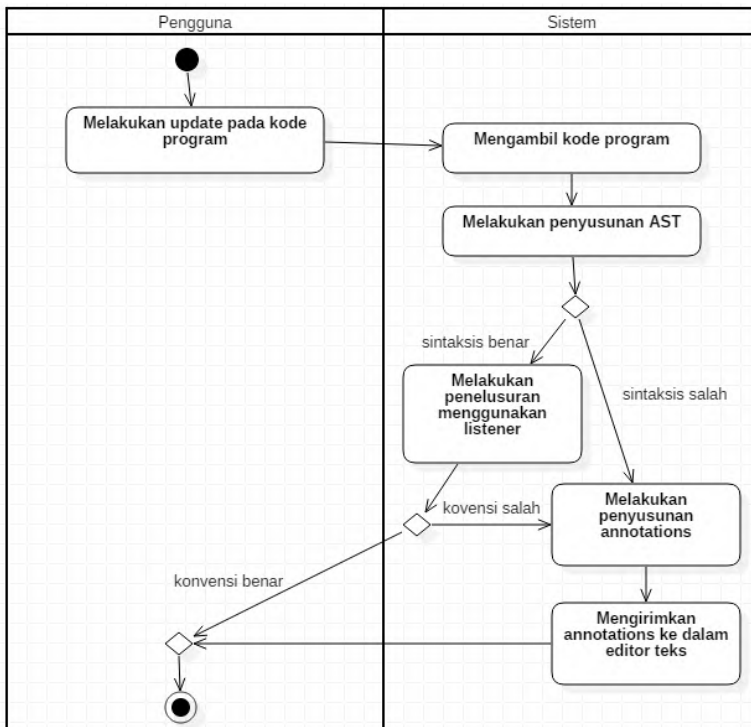 Pengguna
Sistem
Melakukan update pada kode
program
Mengambil kode program
Melakukan penyusunan AST
sintaksis benar
Melakukan
penelusuran
menggunakan
listener
sintaksis salah
kovensi salah
Melakukan
penyusunan
annotations
konvensi benar
Mengirimkan
annotations ke dalam
editor teks